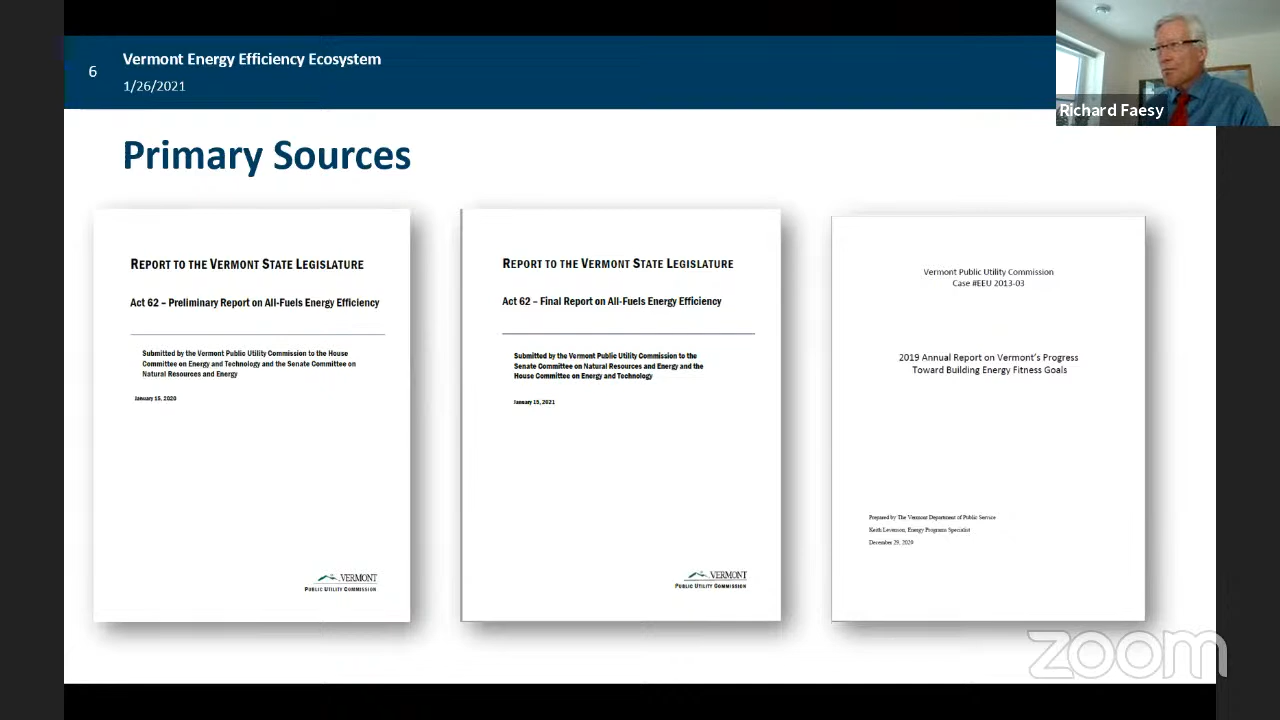 6
Vermont Energy Efficiency Ecosystem
1/26/2021
Richard Faesy
Primary Sources
REPORT TO THE VERMONT STATE LEGISLATURE
Act 62 – Preliminary Report on All-Fuels Energy Efficiency
Submitted by the Vermont Public Utility Commission to the House
Committee on Energy and Technology and the Senate Committee on
Natural Resources and Energy
January 15, 2020
VERMONT
PUBLIC UTILITY COMMISSION
REPORT TO THE VERMONT STATE LEGISLATURE
Act 62 – Final Report on All-Fuels Energy Efficiency
Submitted by the Vermont Public Utility Commission to the
Senate Committee on Natural Resources and Energy and the
House Committee on Energy and Technology
January 15, 2021
VERMONT
PUBLIC UTILITY COMMISSION
Vermont Public Utility Commission
Case #EEU 2013-03
2019 Annual Report on Vermont's Progress
Toward Building Energy Fitness Goals
Prepared by The Vermont Department of Public Service
Keith Levenson, Energy Programs Specialist
December 29, 2020
zoom